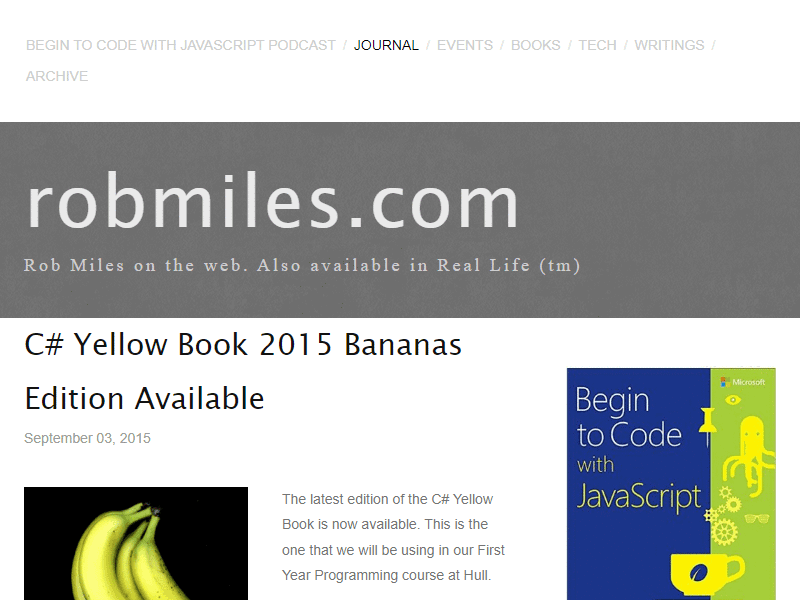 BEGIN TO CODE WITH JAVASCRIPT PODCAST / JOURNAL / EVENTS / BOOKS / TECH / WRITINGS /
ARCHIVE
robmiles.com
Rob Miles on the web. Also available in Real Life (tm)
C# Yellow Book 2015 Bananas
Edition Available
September 03, 2015
The latest edition of the C# Yellow
Book is now available. This is the
one that we will be using in our First
Year Programming course at Hull.
Microsoft
Begin
to Code
with
JavaScript